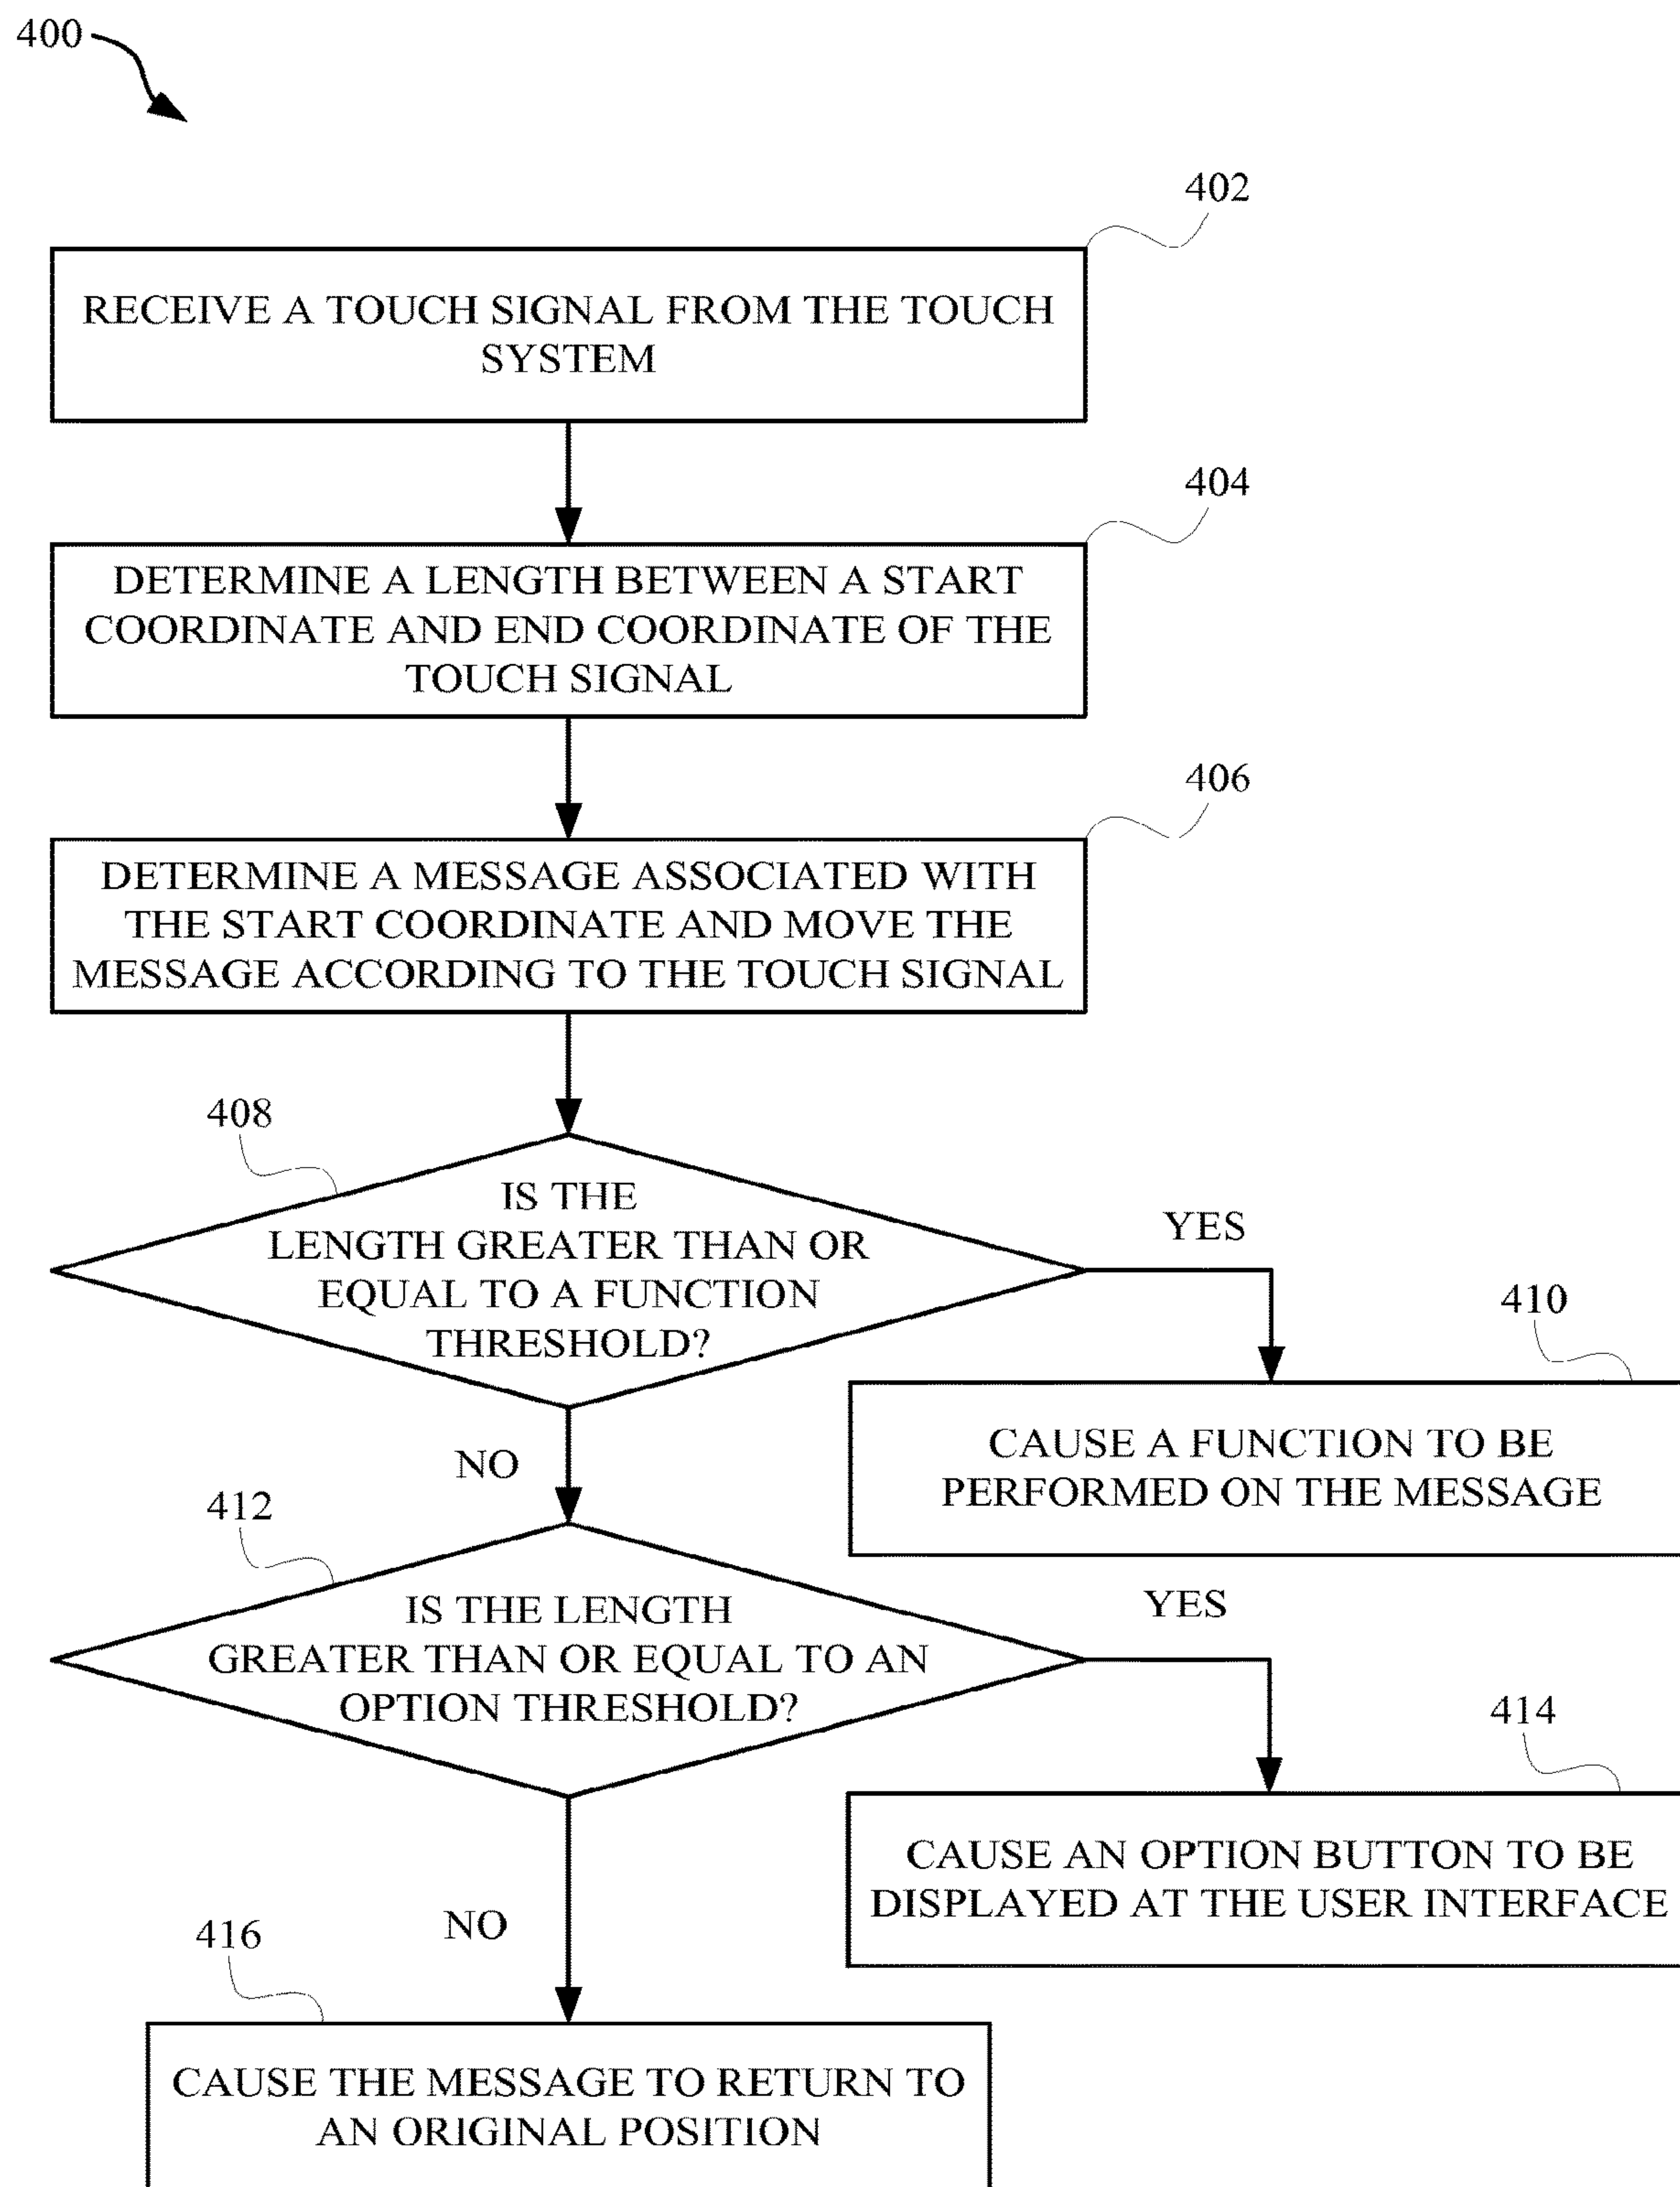 400
402
RECEIVE A TOUCH SIGNAL FROM THE TOUCH
SYSTEM
404
DETERMINE A LENGTH BETWEEN A START
COORDINATE AND END COORDINATE OF THE
TOUCH SIGNAL
406
DETERMINE A MESSAGE ASSOCIATED WITH
THE START COORDINATE AND MOVE THE
MESSAGE ACCORDING TO THE TOUCH SIGNAL
408
IS THE
LENGTH GREATER THAN OR
EQUAL TO A FUNCTION
THRESHOLD?
YES
410
CAUSE A FUNCTION TO BE
PERFORMED ON THE MESSAGE
NO
412
IS THE LENGTH
GREATER THAN OR EQUAL TO AN
OPTION THRESHOLD?
YES
414
CAUSE AN OPTION BUTTON TO BE
DISPLAYED AT THE USER INTERFACE
NO
416
CAUSE THE MESSAGE TO RETURN TO
AN ORIGINAL POSITION